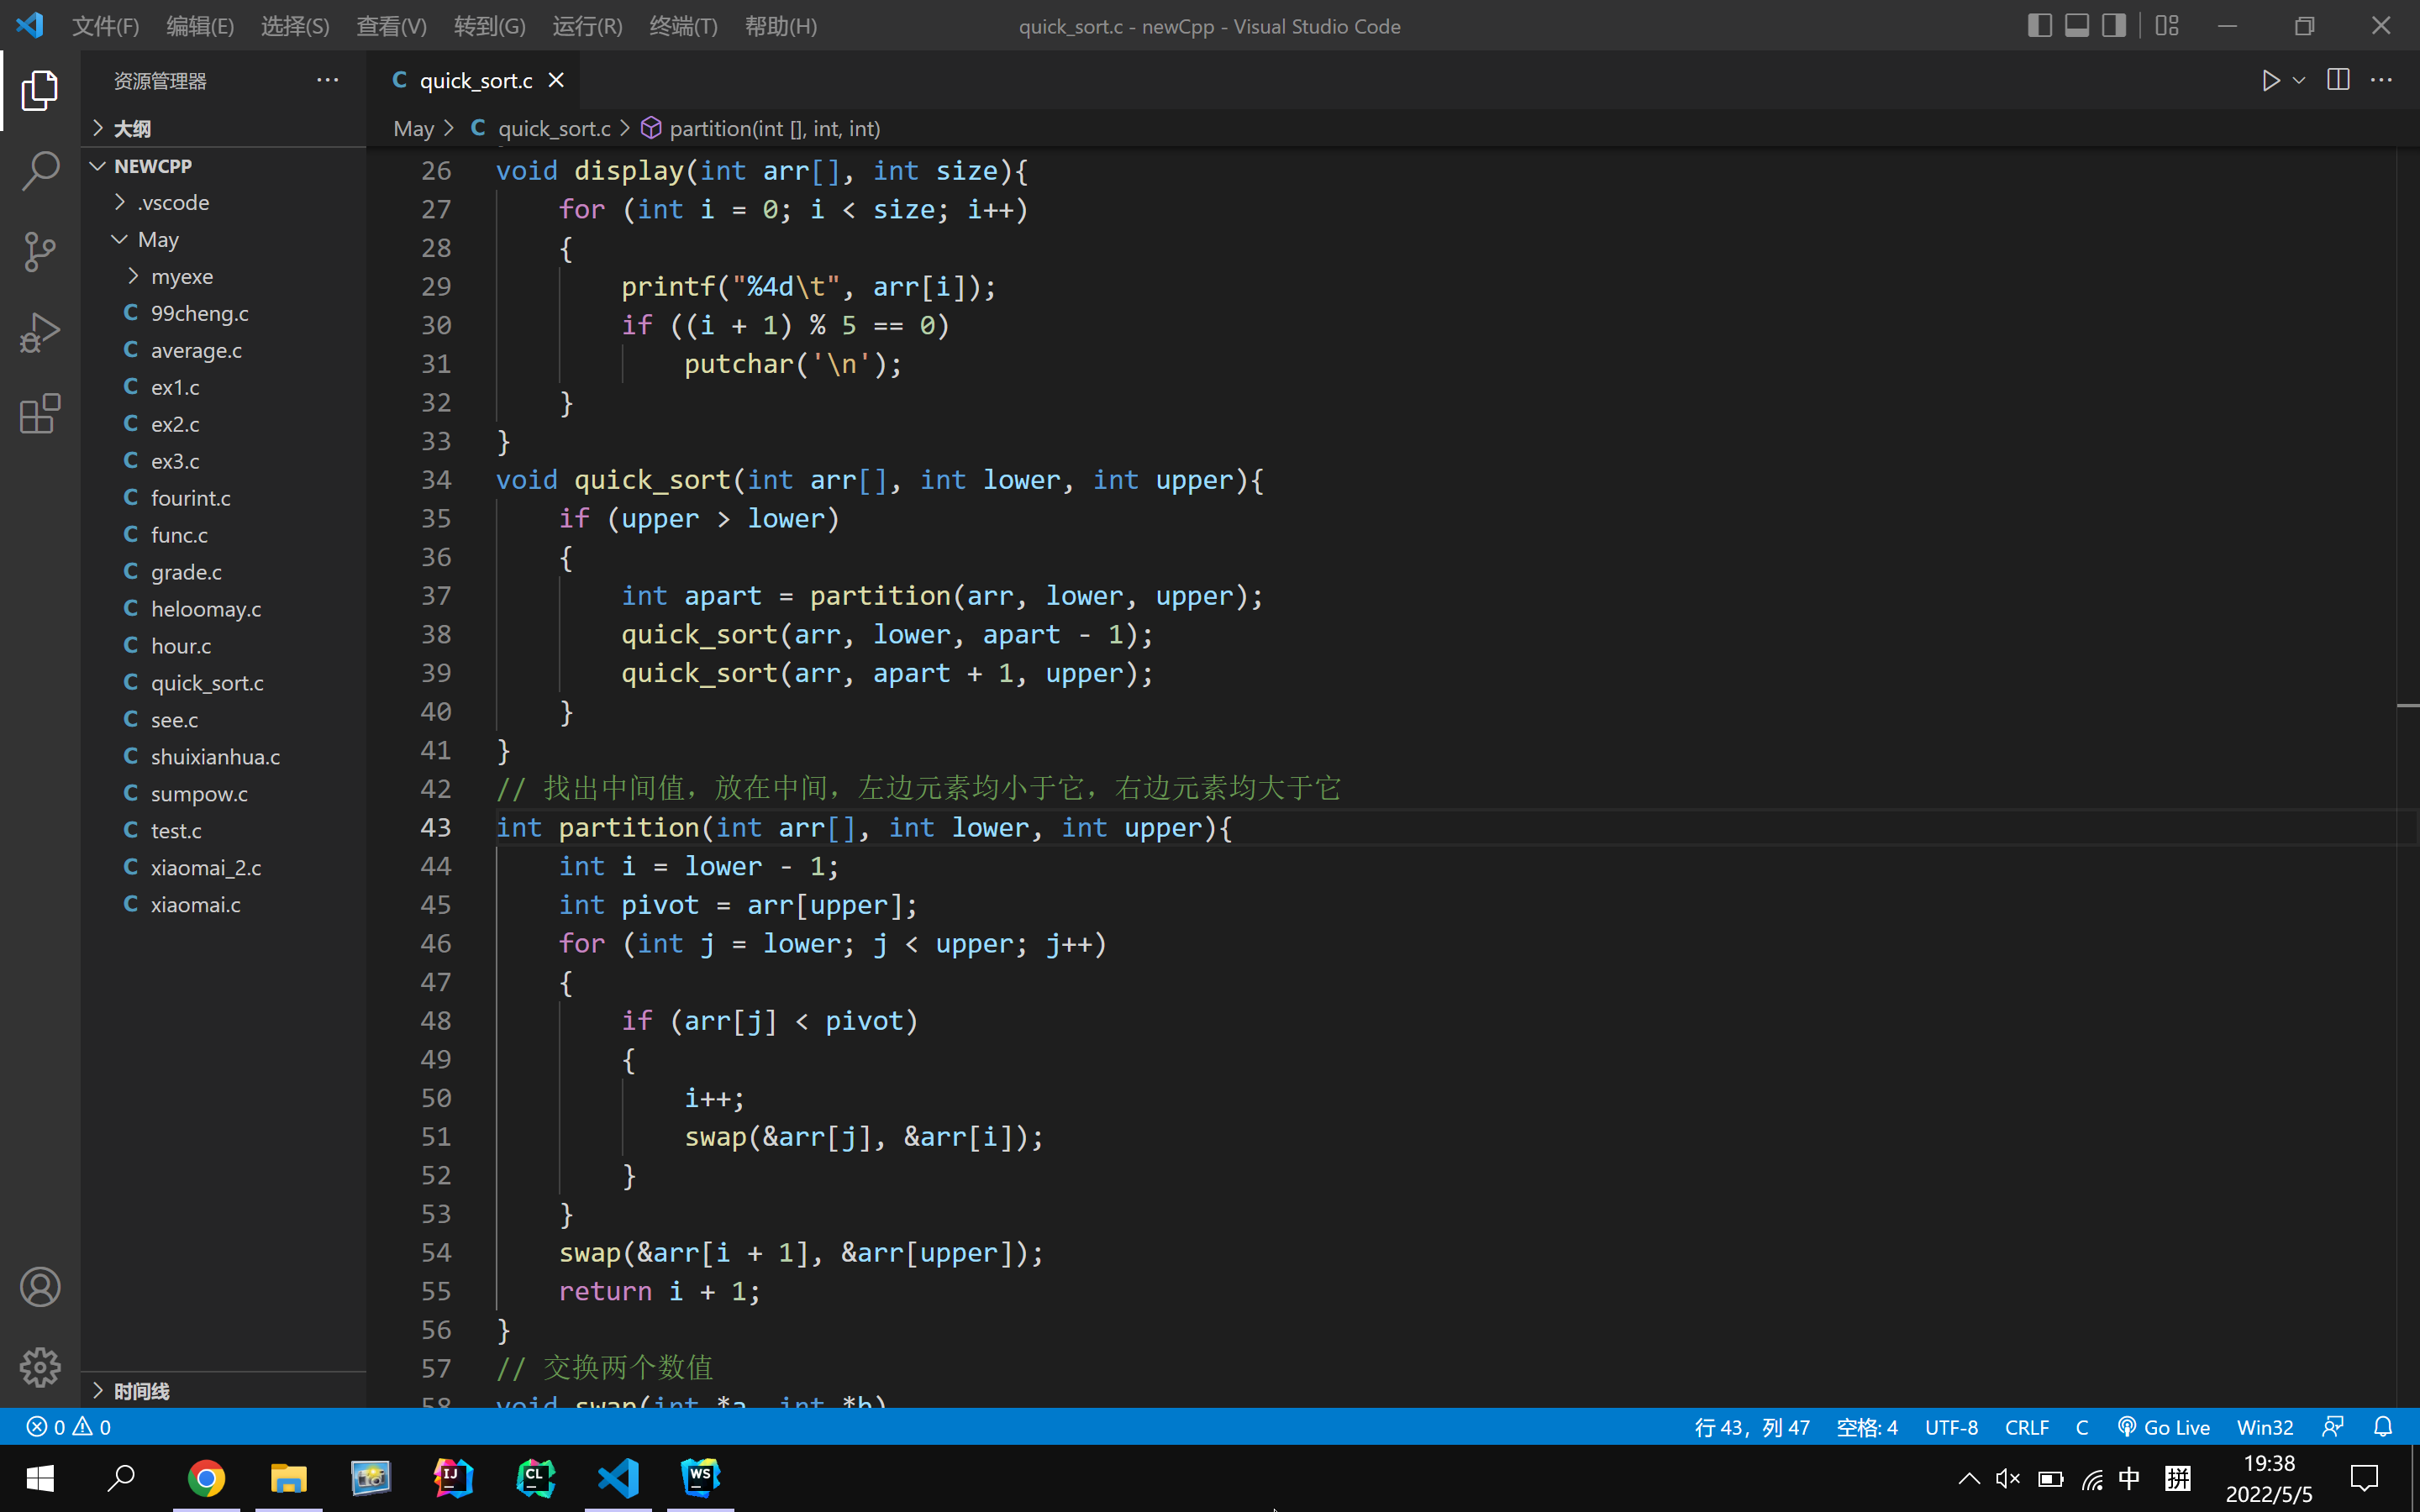 文件(F) 编辑(E) 选择(S) 查看(V) 转到(G) 运行(R) 终端(T) 帮助(H) quick_sort.c - newCpp - Visual Studio Code
资源管理器
大纲
NEWCPP
.vscode
May
myexe
99cheng.c
average.c
ex1.c
ex2.c
ex3.c
fourint.c
func.c
grade.c
heloomay.c
hour.c
quick_sort.c
see.c
shuixianhua.c
sumpow.c
test.c
xiaomai_2.c
xiaomai.c
时间线
C quick_sort.c
May > C quick_sort.c > partition(int [], int, int)
26 void display(int arr[], int size){
27     for (int i = 0; i < size; i++)
28     {
29         printf("%4d\t", arr[i]);
30         if ((i + 1) % 5 == 0)
31             putchar('\n');
32     }
33 }
34 void quick_sort(int arr[], int lower, int upper){
35     if (upper > lower)
36     {
37         int apart = partition(arr, lower, upper);
38         quick_sort(arr, lower, apart - 1);
39         quick_sort(arr, apart + 1, upper);
40     }
41 }
42 // 找出中间值，放在中间，左边元素均小于它，右边元素均大于它
43 int partition(int arr[], int lower, int upper){
44     int i = lower - 1;
45     int pivot = arr[upper];
46     for (int j = lower; j < upper; j++)
47     {
48         if (arr[j] < pivot)
49         {
50             i++;
51             swap(&arr[j], &arr[i]);
52         }
53     }
54     swap(&arr[i + 1], &arr[upper]);
55     return i + 1;
56 }
57 // 交换两个数值
58 void swap(int *a, int *b)
0 0 行 43，列 47 空格: 4 UTF-8 CRLF C Go Live Win32
IJ CL WS 中 拼 19:38
2022/5/5